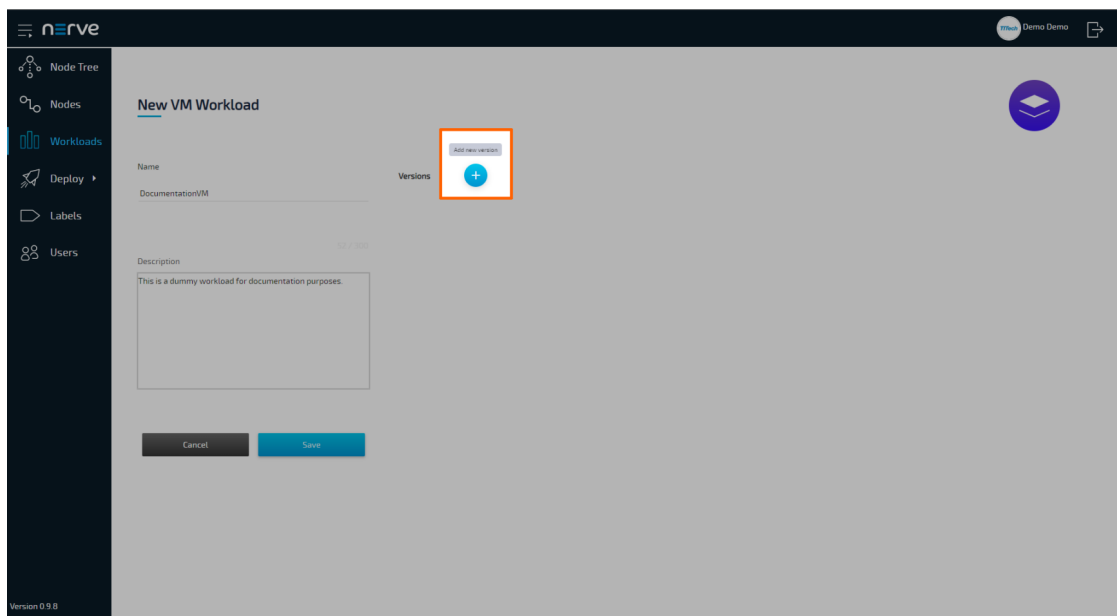 nerve
TTTech Demo Demo
Node Tree
Nodes
Workloads
Deploy
Labels
Users
New VM Workload
Name
DocumentationVM
Versions
Add new version
+
Description
This is a dummy workload for documentation purposes.
Cancel
Save
Version 0.9.8